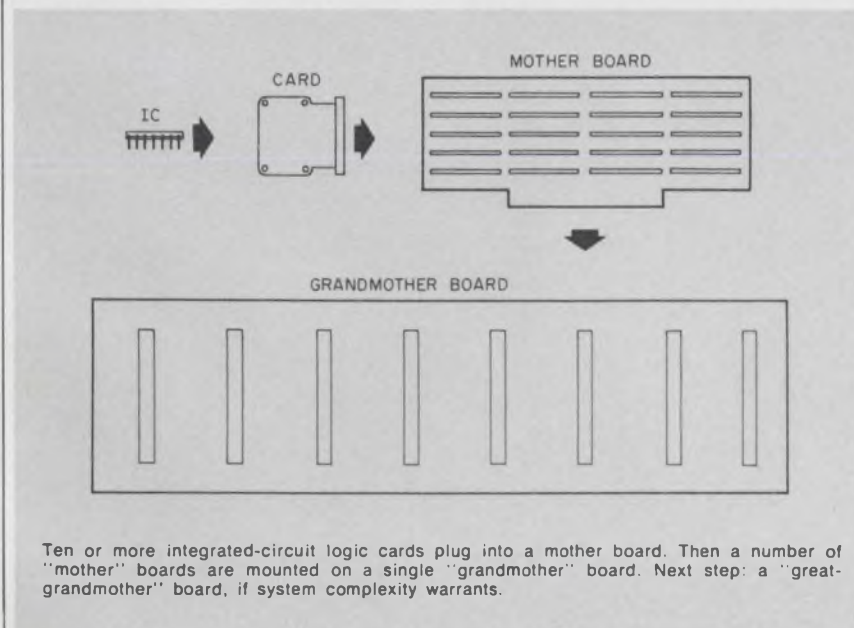 MOTHER BOARD
CARD
IC
GRANDMOTHER BOARD
Ten or more integrated-circuit logic cards plug into a mother board. Then a number of
"mother" boards are mounted on a single "grandmother" board. Next step: a "great-
grandmother" board, if system complexity warrants.